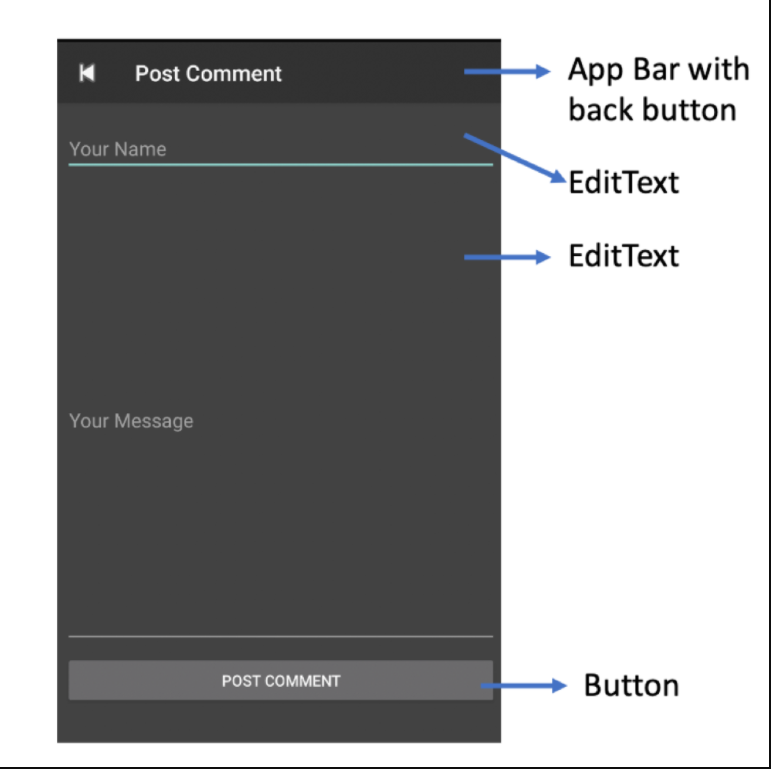 Post Comment
App Bar with
back button
Your Name
EditText
EditText
Your Message
POST COMMENT
Button